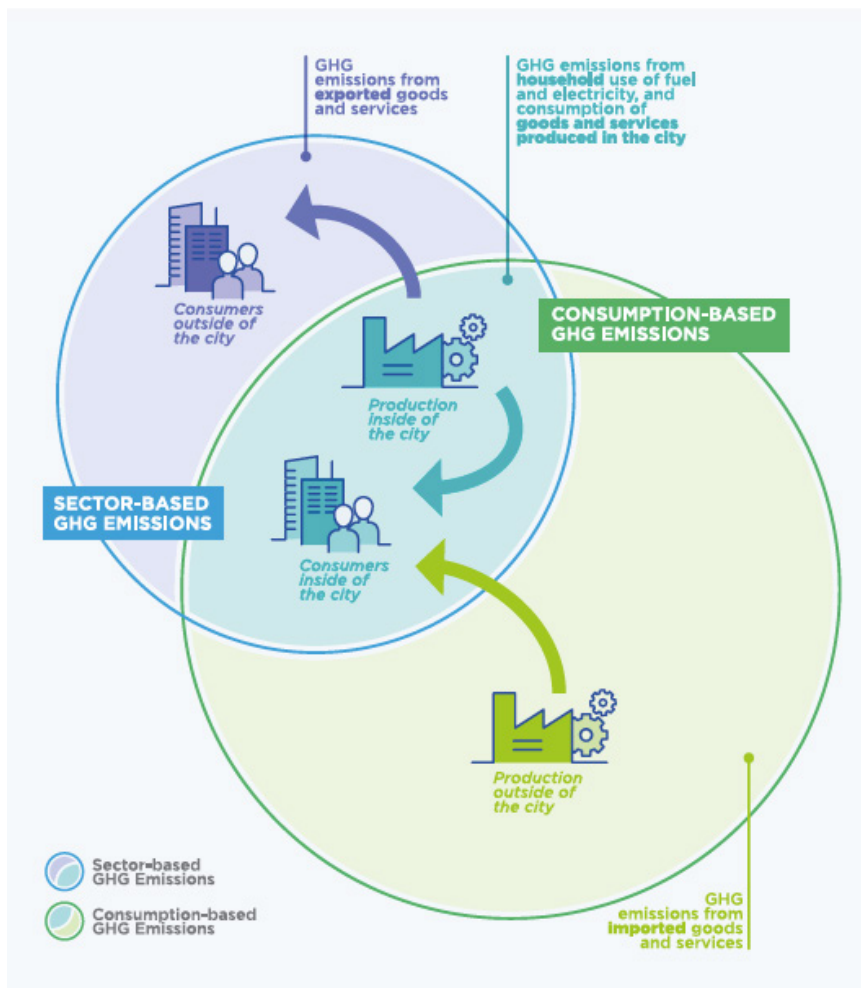 GHG
emissions from
exported goods
and services
GHG emissions from
household use of fuel
and electricity, and
consumption of
goods and services
produced in the city
Consumers
outside of
the city
CONSUMPTION-BASED
GHG EMISSIONS
Production
inside of
the city
SECTOR-BASED
GHG EMISSIONS
Consumers
inside of
the city
Production
outside of
the city
Sector-based
GHG Emissions
Consumption-based
GHG Emissions
GHG
emissions from
imported goods
and services